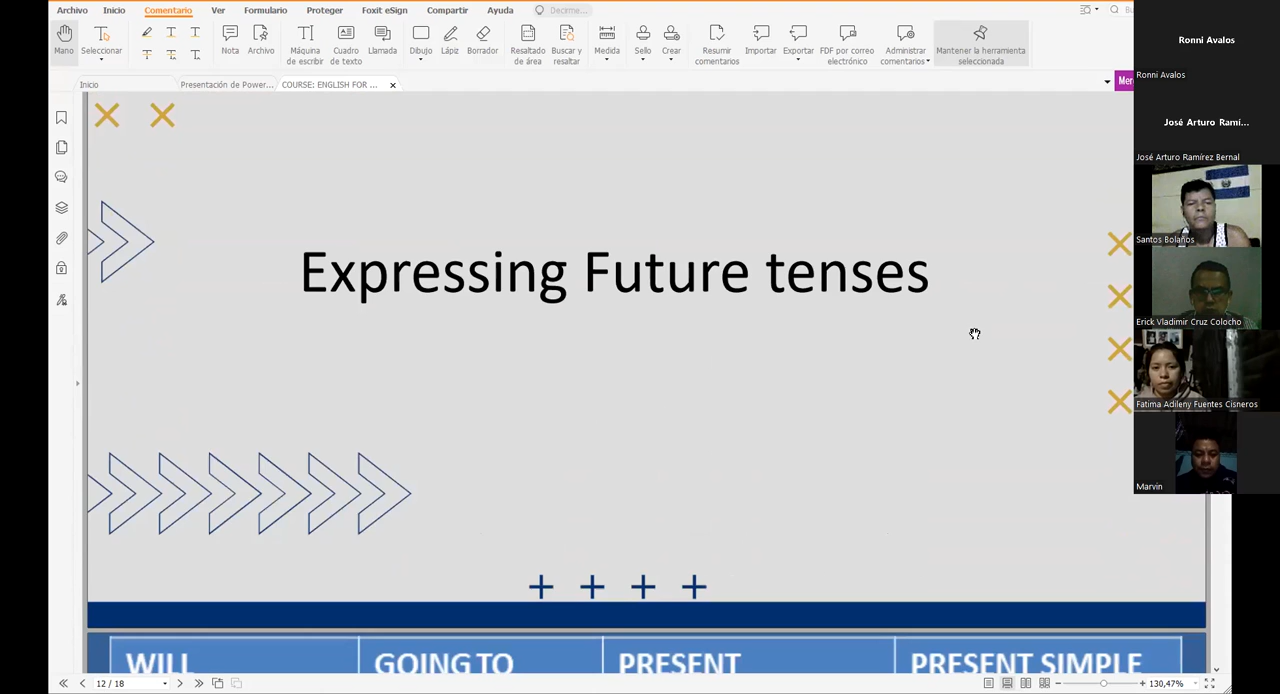 Archivo Inicio Comentario Ver Formulario Proteger Foxit eSign Compartir Ayuda Decirme... Bu
Mano
Seleccionar
Nota
Archivo
Máquina
de escribir
Cuadro
de texto
Llamada
Dibujo
Lápiz
Borrador
Resaltado
de área
Buscar y
resaltar
Medida
Sello
Crear
Resumir
comentarios
Importar
Exportar
PDF por correo
electrónico
Administrar
comentarios
Mantener la herramienta
seleccionada
Inicio Presentación de Power... COURSE: ENGLISH FOR ...
Mer
Expressing Future tenses
WILL GOING TO PRESENT PRESENT SIMPLE
12 / 18
130,47%
Ronni Avalos
Ronni Avalos
José Arturo Ramí...
José Arturo Ramírez Bernal
Santos Bolaños
Erick Vladimir Cruz Colocho
Fatima Adileny Fuentes Cisneros
Marvin